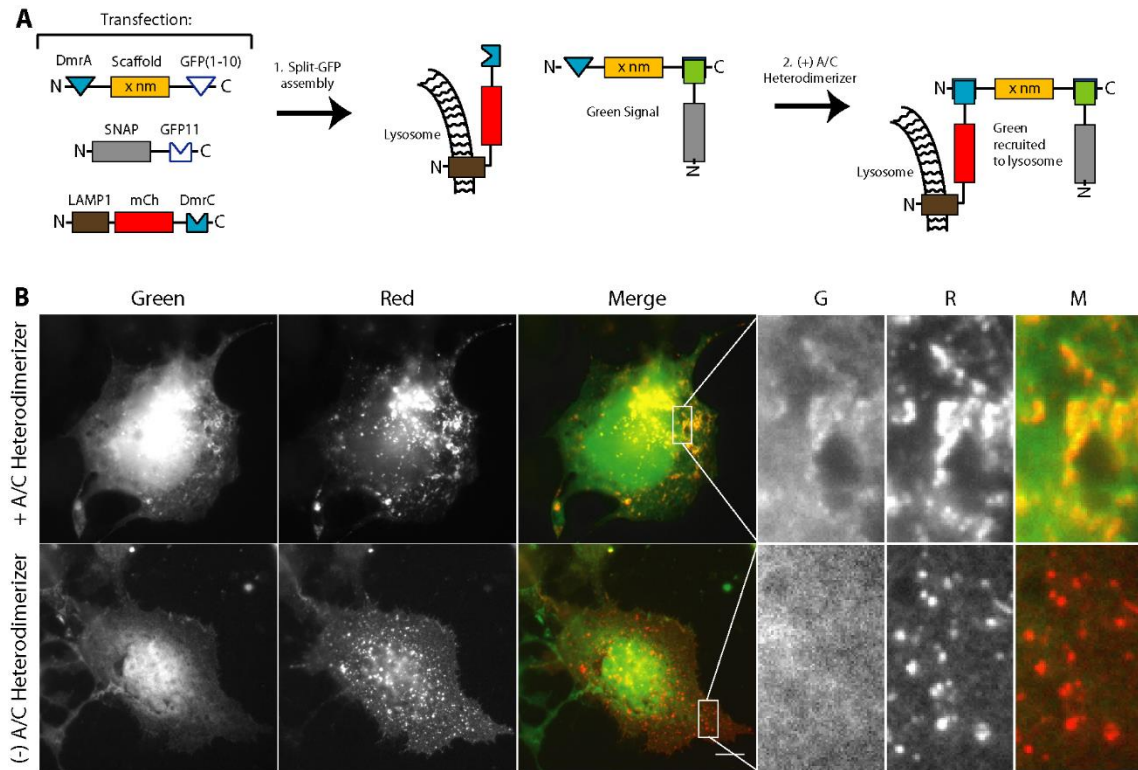 A
Transfection:
DmrA Scaffold GFP(1-10)
N x nm C
SNAP GFP11
N C
LAMP1 mCh DmrC
N C
1. Split-GFP
assembly
Lysosome
N
N x nm C
Green Signal
N
2. (+) A/C
Heterodimerizer
N x nm C
Green
recruited
to lysosome
Lysosome
N
N
B
Green Red Merge G R M
+ A/C Heterodimerizer
(-) A/C Heterodimerizer